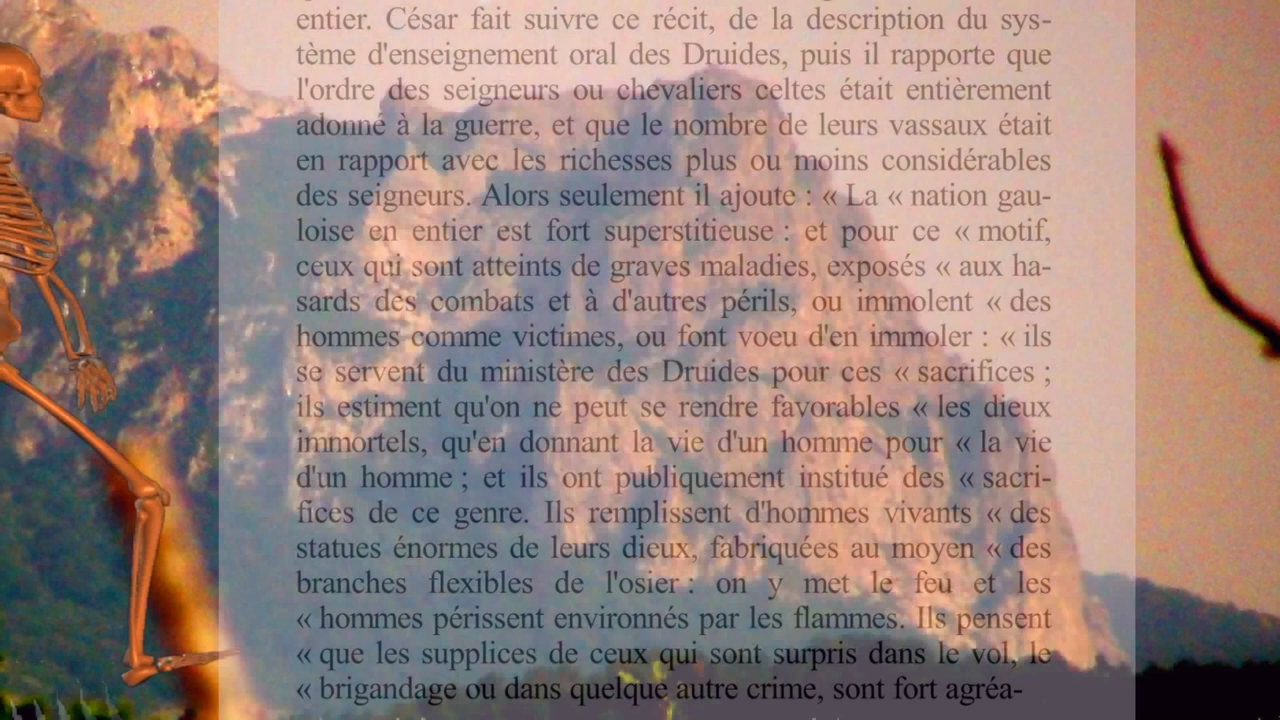 entier. César fait suivre ce récit, de la description du sys-
tème d'enseignement oral des Druides, puis il rapporte que
l'ordre des seigneurs ou chevaliers celtes était entièrement
adonné à la guerre, et que le nombre de leurs vassaux était
en rapport avec les richesses plus ou moins considérables
des seigneurs. Alors seulement il ajoute : « La « nation gau-
loise en entier est fort superstitieuse : et pour ce « motif,
ceux qui sont atteints de graves maladies, exposés « aux ha-
sards des combats et à d'autres périls, ou immolent « des
hommes comme victimes, ou font voeu d'en immoler : « ils
se servent du ministère des Druides pour ces « sacrifices ;
ils estiment qu'on ne peut se rendre favorables « les dieux
immortels, qu'en donnant la vie d'un homme pour « la vie
d'un homme ; et ils ont publiquement institué des « sacri-
fices de ce genre. Ils remplissent d'hommes vivants « des
statues énormes de leurs dieux, fabriquées au moyen « des
branches flexibles de l'osier : on y met le feu et les
« hommes périssent environnés par les flammes. Ils pensent
« que les supplices de ceux qui sont surpris dans le vol, le
« brigandage ou dans quelque autre crime, sont fort agréa-